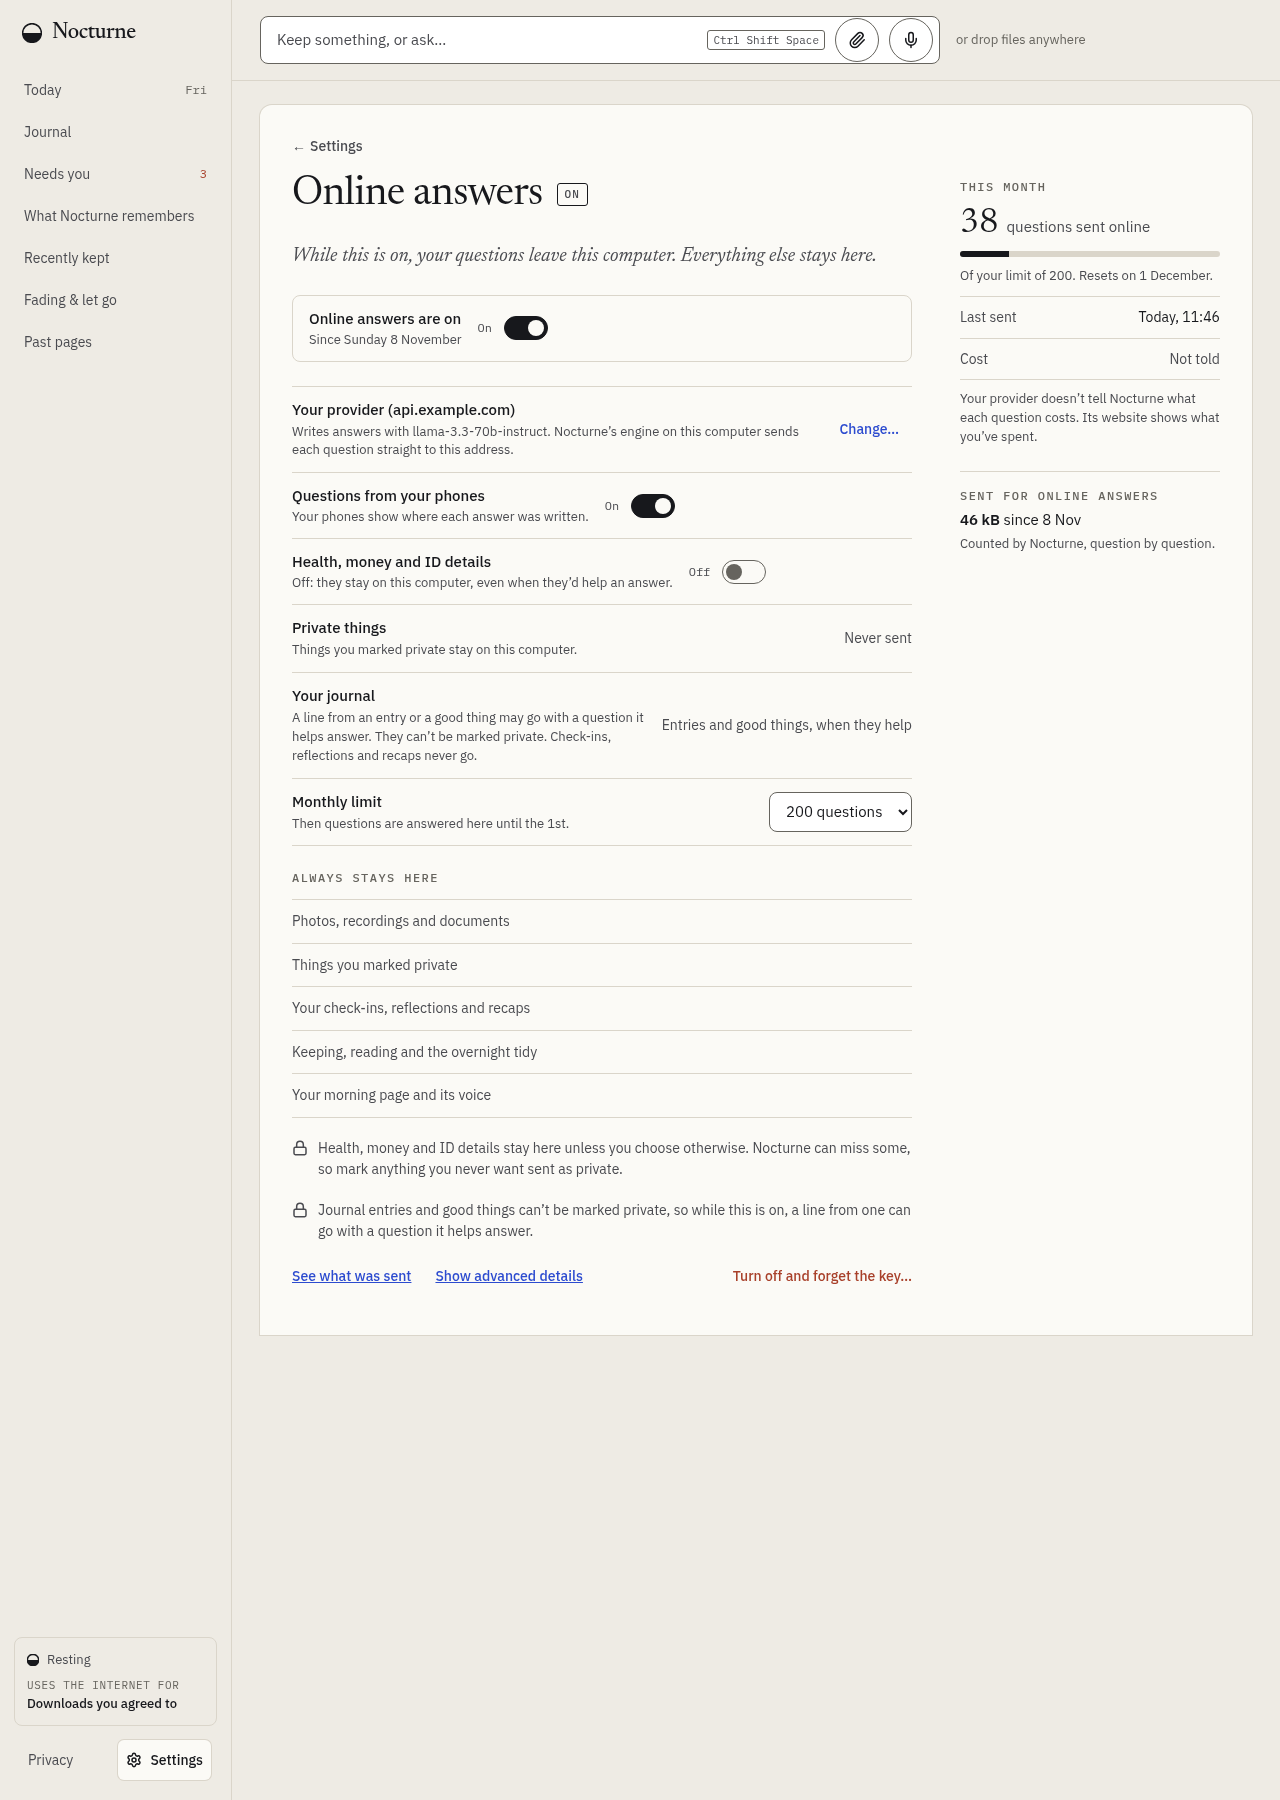 Nocturne
Today Fri
Journal
Needs you 3
What Nocturne remembers
Recently kept
Fading & let go
Past pages
Resting
USES THE INTERNET FOR
Downloads you agreed to
Privacy
Settings
Keep something, or ask…
Ctrl Shift Space
or drop files anywhere
← Settings
Online answers ON
While this is on, your questions leave this computer. Everything else stays here.
Online answers are on
Since Sunday 8 November
On
Your provider (api.example.com)
Writes answers with llama-3.3-70b-instruct. Nocturne’s engine on this computer sends
each question straight to this address.
Change…
Questions from your phones
Your phones show where each answer was written.
On
Health, money and ID details
Off: they stay on this computer, even when they’d help an answer.
Off
Private things
Things you marked private stay on this computer.
Never sent
Your journal
A line from an entry or a good thing may go with a question it
helps answer. They can’t be marked private. Check-ins,
reflections and recaps never go.
Entries and good things, when they help
Monthly limit
Then questions are answered here until the 1st.
200 questions
ALWAYS STAYS HERE
Photos, recordings and documents
Things you marked private
Your check-ins, reflections and recaps
Keeping, reading and the overnight tidy
Your morning page and its voice
Health, money and ID details stay here unless you choose otherwise. Nocturne can miss some,
so mark anything you never want sent as private.
Journal entries and good things can’t be marked private, so while this is on, a line from one can
go with a question it helps answer.
See what was sent
Show advanced details
Turn off and forget the key…
THIS MONTH
38 questions sent online
Of your limit of 200. Resets on 1 December.
Last sent Today, 11:46
Cost Not told
Your provider doesn’t tell Nocturne what
each question costs. Its website shows what
you’ve spent.
SENT FOR ONLINE ANSWERS
46 kB since 8 Nov
Counted by Nocturne, question by question.